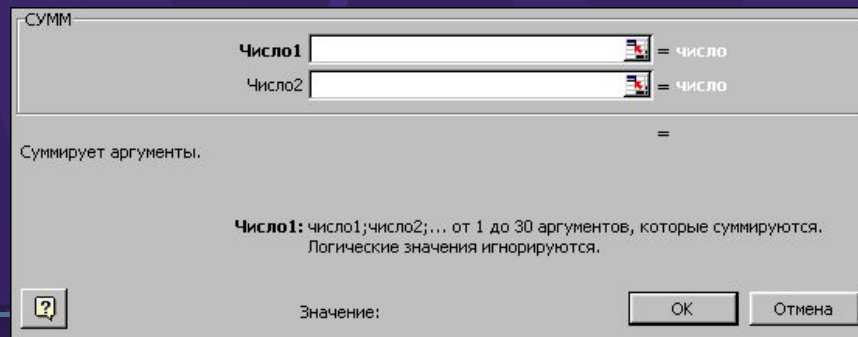 СУММ
Число1 = число
Число2 = число
=
Суммирует аргументы.
Число1: число1;число2;... от 1 до 30 аргументов, которые суммируются.
Логические значения игнорируются.
?
Значение:
ОК
Отмена